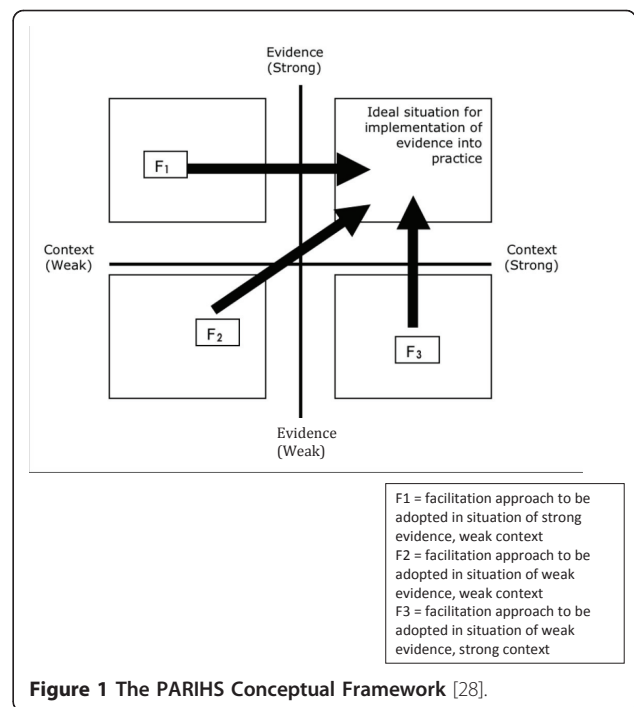 Evidence
(Strong)
Ideal situation for
implementation of
evidence into
practice
F1
Context
(Weak)
Context
(Strong)
F2
F3
Evidence
(Weak)
F1 = facilitation approach to be
adopted in situation of strong
evidence, weak context
F2 = facilitation approach to be
adopted in situation of weak
evidence, weak context
F3 = facilitation approach to be
adopted in situation of weak
evidence, strong context
Figure 1 The PARIHS Conceptual Framework [28].